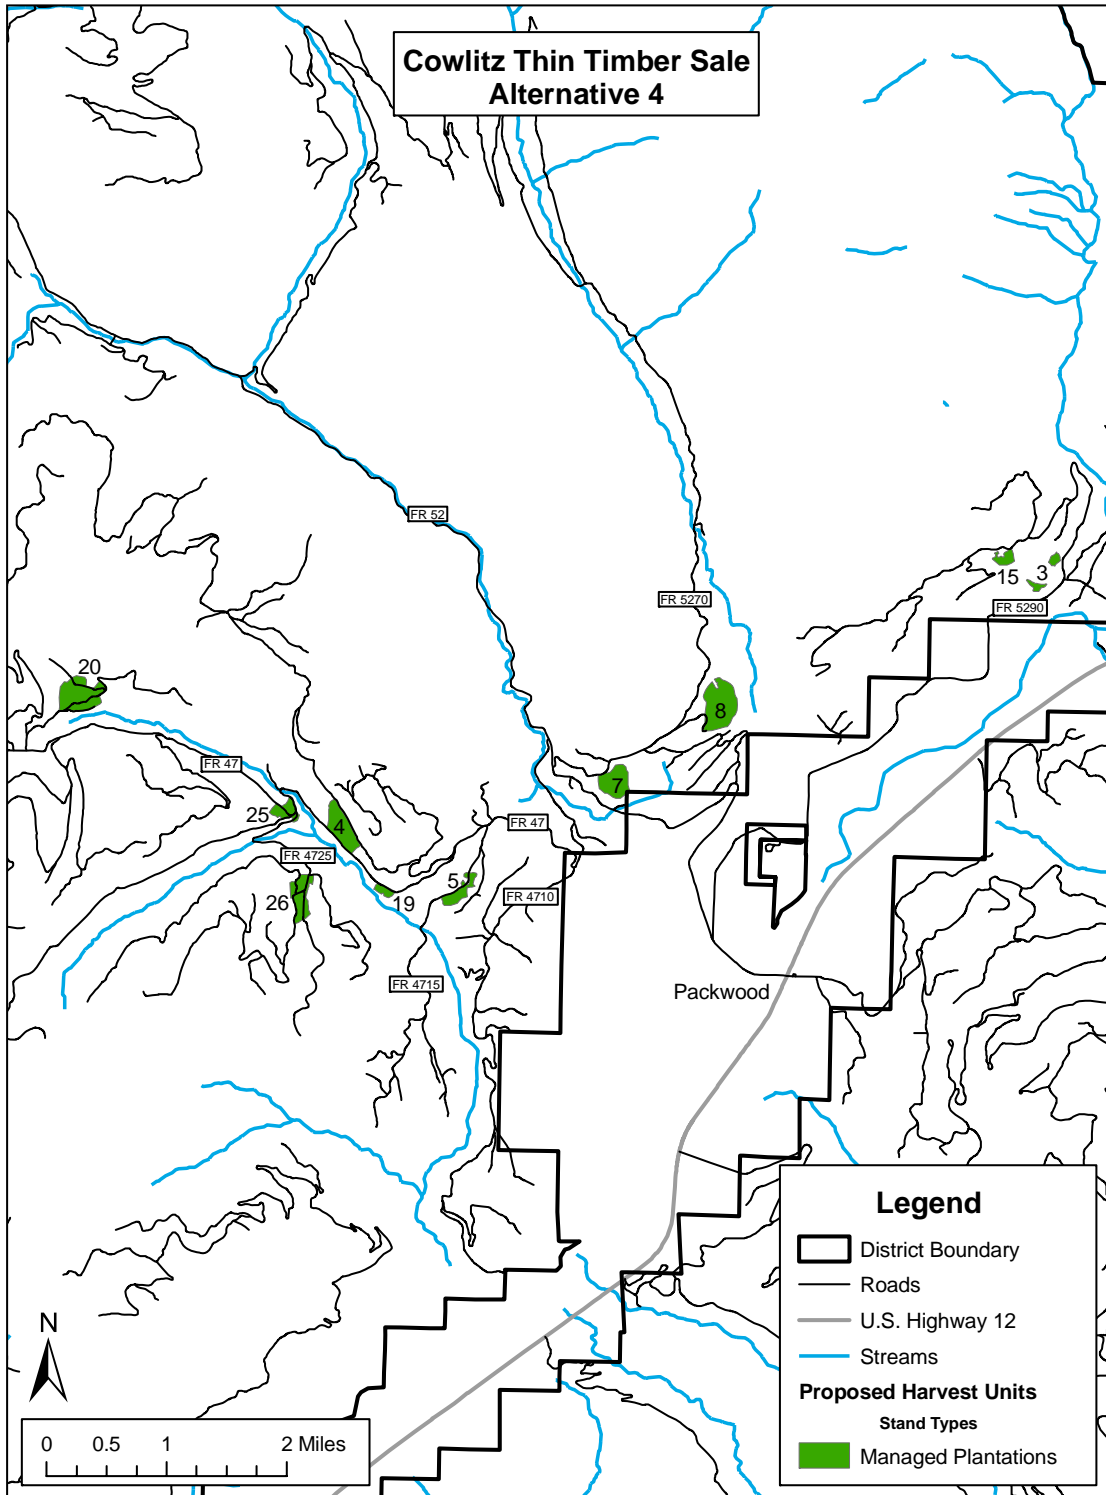 Cowlitz Thin Timber Sale
Alternative 4
FR 52
FR 5270
15
3
FR 5290
20
8
FR 47
7
25
4
FR 47
FR 4725
5
26
19
FR 4710
FR 4715
Packwood
Legend
District Boundary
Roads
U.S. Highway 12
Streams
Proposed Harvest Units
Stand Types
Managed Plantations
N
0 0.5 1 2 Miles